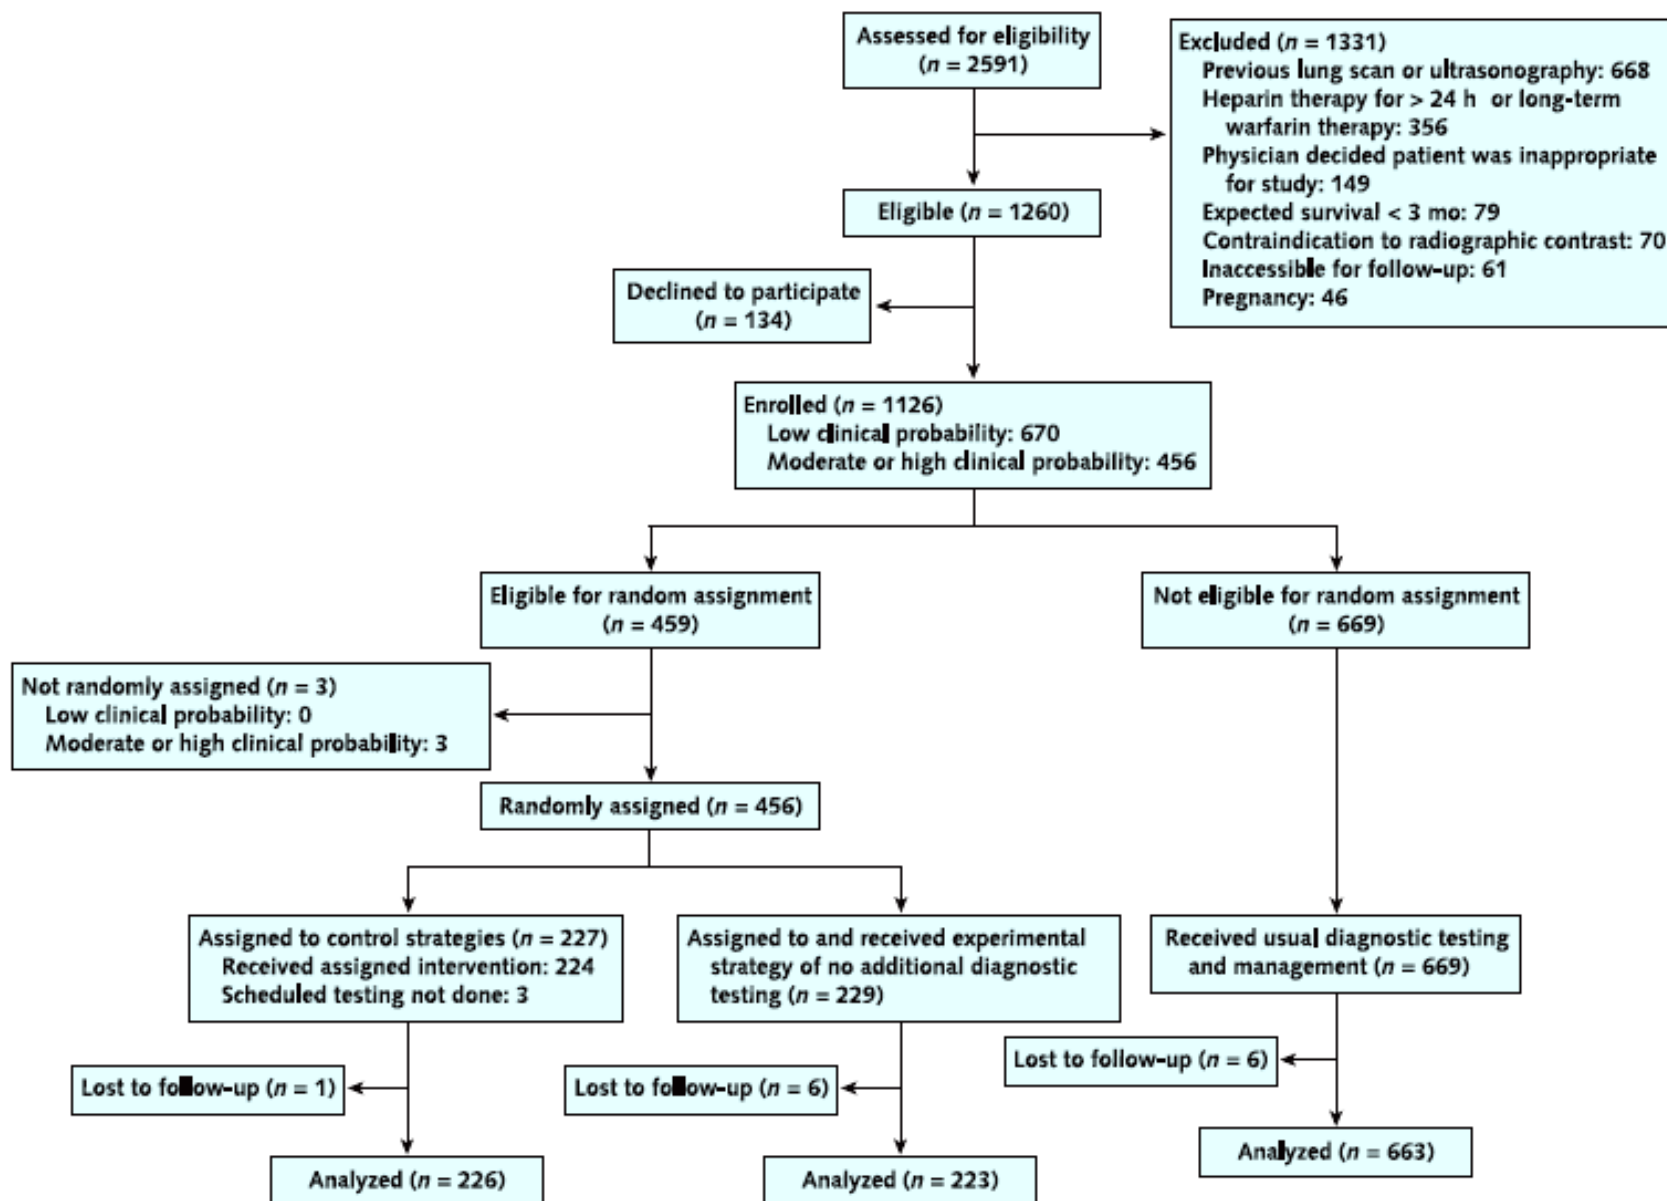 Assessed for eligibility
(n = 2591)
Excluded (n = 1331)
Previous lung scan or ultrasonography: 668
Heparin therapy for > 24 h or long-term
warfarin therapy: 356
Physician decided patient was inappropriate
for study: 149
Expected survival < 3 mo: 79
Contraindication to radiographic contrast: 70
Inaccessible for follow-up: 61
Pregnancy: 46
Eligible (n = 1260)
Declined to participate
(n = 134)
Enrolled (n = 1126)
Low clinical probability: 670
Moderate or high clinical probability: 456
Eligible for random assignment
(n = 459)
Not eligible for random assignment
(n = 669)
Not randomly assigned (n = 3)
Low clinical probability: 0
Moderate or high clinical probability: 3
Randomly assigned (n = 456)
Assigned to control strategies (n = 227)
Received assigned intervention: 224
Scheduled testing not done: 3
Assigned to and received experimental
strategy of no additional diagnostic
testing (n = 229)
Received usual diagnostic testing
and management (n = 669)
Lost to follow-up (n = 1)
Lost to follow-up (n = 6)
Lost to follow-up (n = 6)
Analyzed (n = 226)
Analyzed (n = 223)
Analyzed (n = 663)